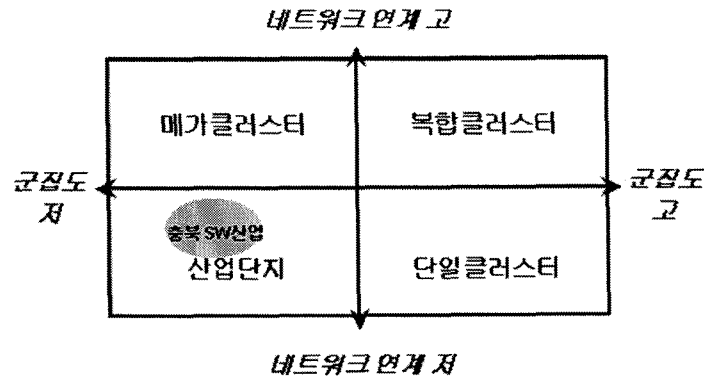 네트워크 연계 고
메가클러스터
복합클러스터
군집도
저
군집도
고
충북 SW산업
산업단지
단일클러스터
네트워크 연계 저